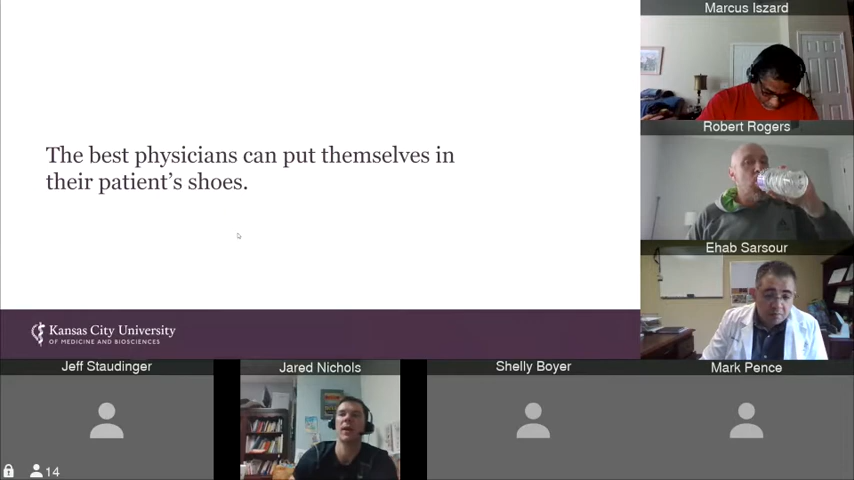 Marcus Iszard
Robert Rogers
The best physicians can put themselves in
their patient's shoes.
Ehab Sarsour
Kansas City University
OF MEDICINE AND BIOSCIENCES
Jeff Staudinger
Jared Nichols
Shelly Boyer
Mark Pence
14